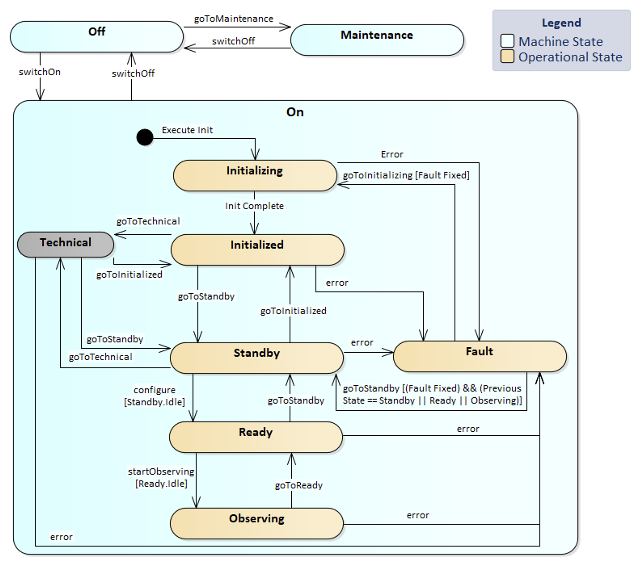 goToMaintenance
Off
Maintenance
switchOff
Legend
Machine State
Operational State
switchOn
switchOff
On
Execute Init
Error
Initializing
goToInitializing [Fault Fixed]
Init Complete
goToTechnical
Technical
Initialized
goToInitialized
error
goToStandby
goToInitialized
goToStandby
error
goToTechnical
Standby
Fault
configure
[Standby.Idle]
goToStandby
goToStandby [(Fault Fixed) && (Previous
State == Standby || Ready || Observing)]
Ready
error
startObserving
[Ready.Idle]
goToReady
Observing
error
error